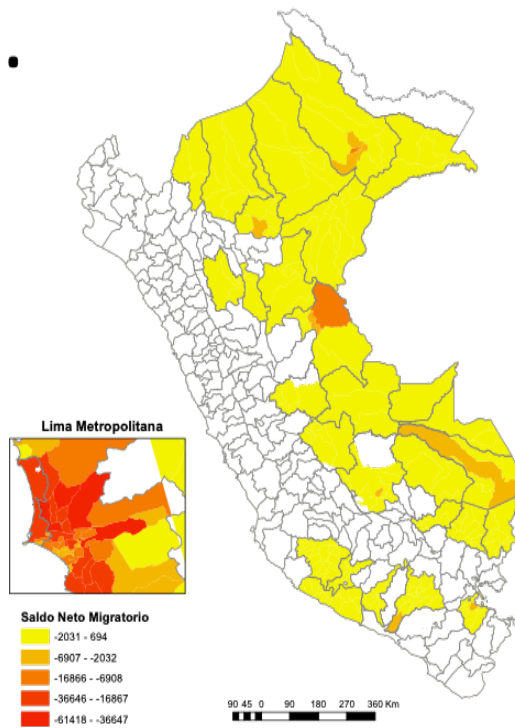 Lima Metropolitana
Saldo Neto Migratorio
-2031 - 694
-6907 - -2032
-16866 - -6908
-36646 - -16867
-61418 - -36647
90 45 0 90 180 270 360 Km